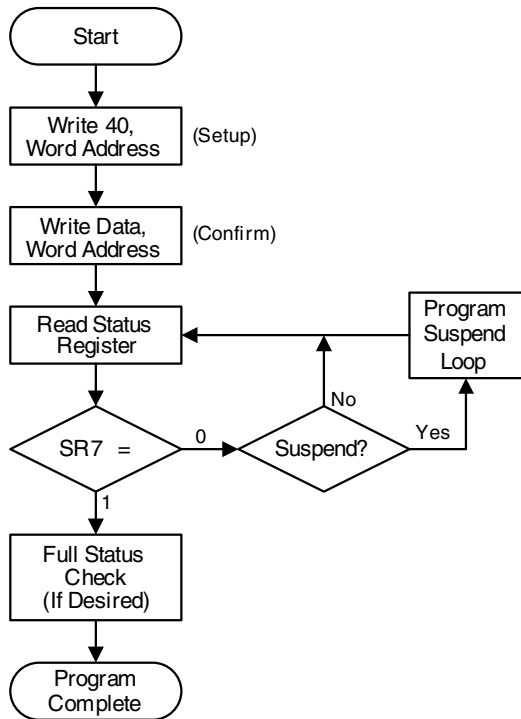 Start
Write 40,
Word Address
(Setup)
Write Data,
Word Address
(Confirm)
Read Status
Register
Program
Suspend
Loop
No
SR7 =
0
Suspend?
Yes
1
Full Status
Check
(If Desired)
Program
Complete